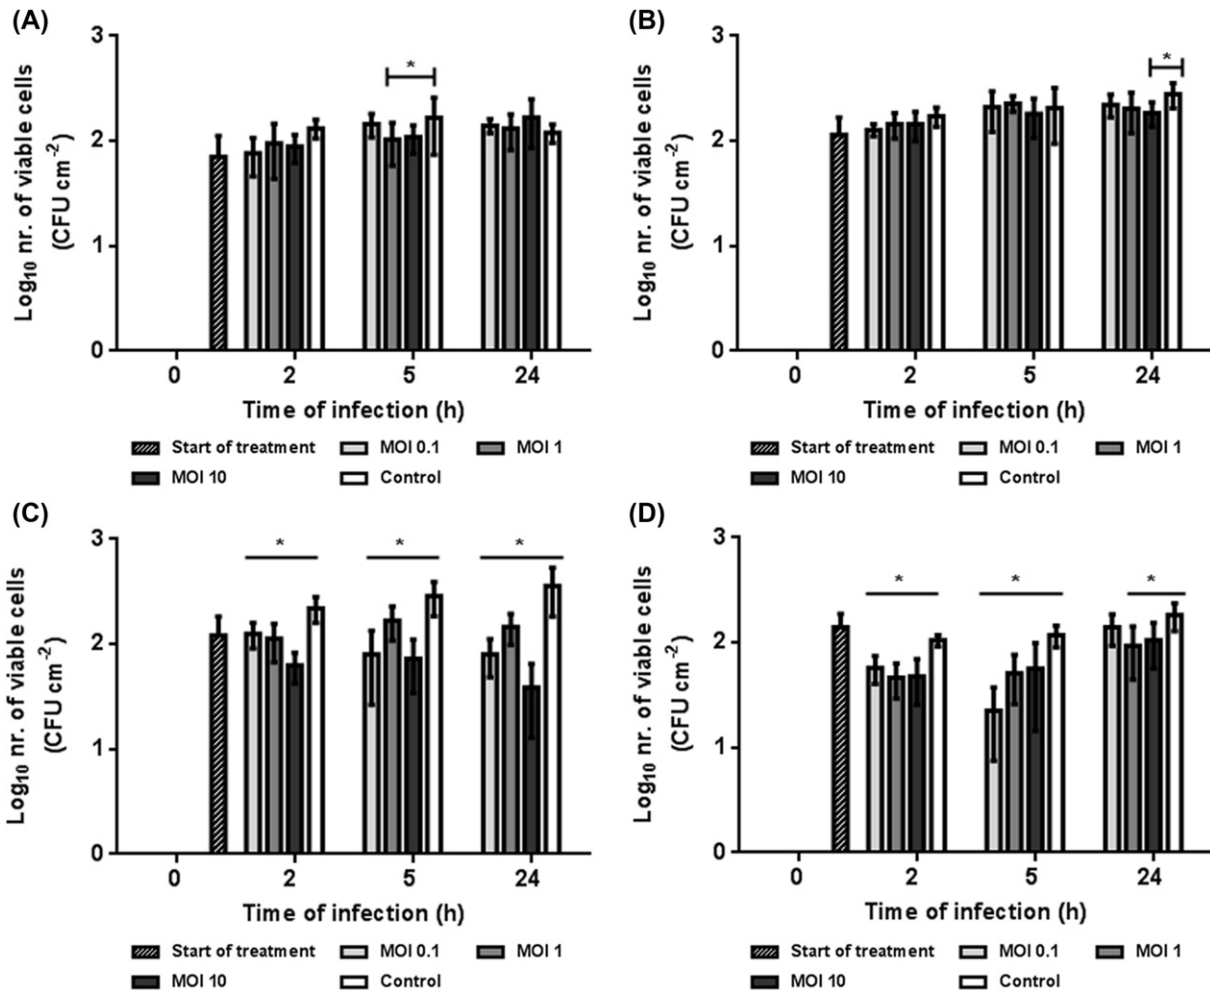 (A)
3
2
1
0
Log₁₀ nr. of viable cells
(CFU cm⁻²)
*
0 2 5 24
Time of infection (h)
Start of treatment MOI 0.1 MOI 1
MOI 10 Control
(B)
3
2
1
0
Log₁₀ nr. of viable cells
(CFU cm⁻²)
*
0 2 5 24
Time of infection (h)
Start of treatment MOI 0.1 MOI 1
MOI 10 Control
(C)
3
2
1
0
Log₁₀ nr. of viable cells
(CFU cm⁻²)
* * *
0 2 5 24
Time of infection (h)
Start of treatment MOI 0.1 MOI 1
MOI 10 Control
(D)
3
2
1
0
Log₁₀ nr. of viable cells
(CFU cm⁻²)
* * *
0 2 5 24
Time of infection (h)
Start of treatment MOI 0.1 MOI 1
MOI 10 Control